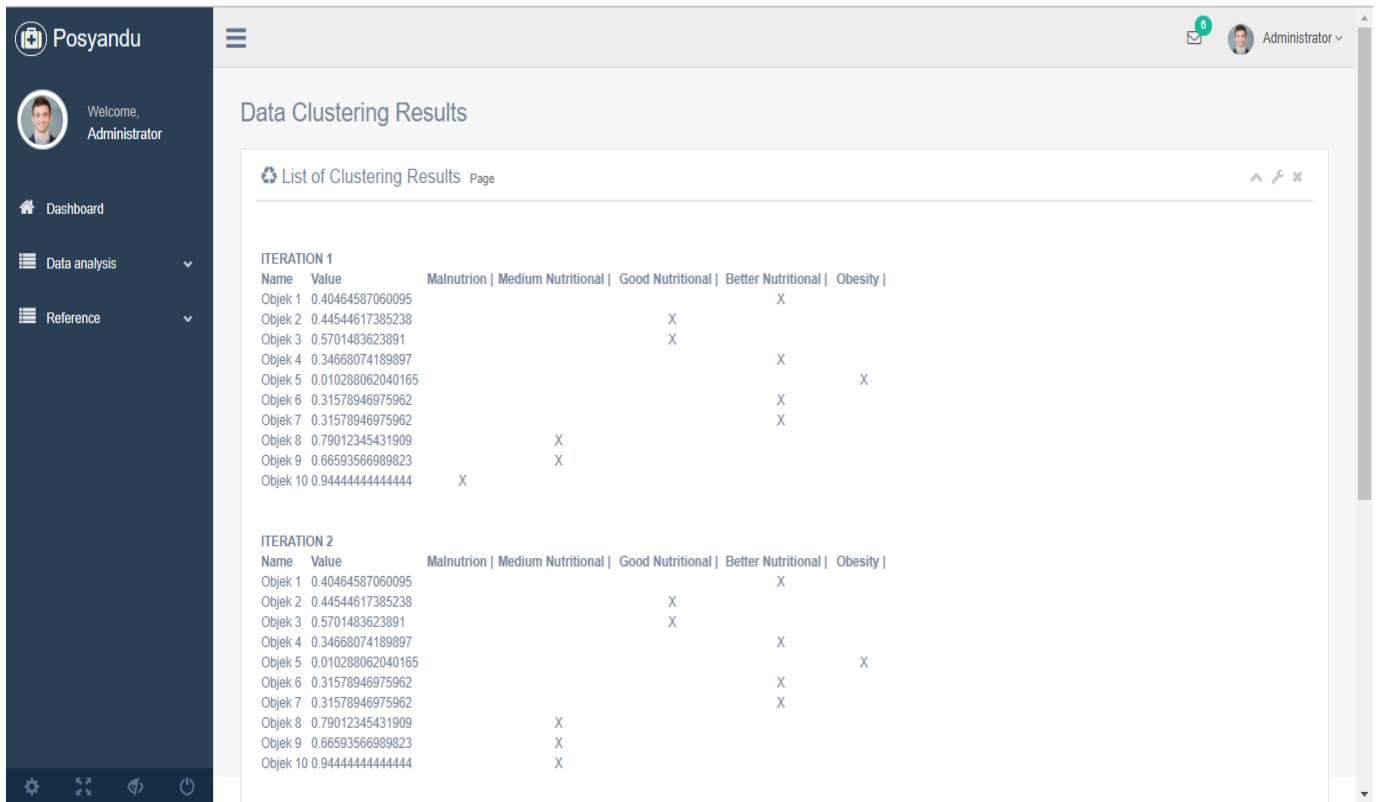 Posyandu
6
Administrator
Welcome,
Administrator
Dashboard
Data analysis
Reference
Data Clustering Results
List of Clustering Results Page
ITERATION 1
Name Value Malnutrion | Medium Nutritional | Good Nutritional | Better Nutritional | Obesity |
Objek 1 0.40464587060095 X
Objek 2 0.44544617385238 X
Objek 3 0.5701483623891 X
Objek 4 0.34668074189897 X
Objek 5 0.010288062040165 X
Objek 6 0.31578946975962 X
Objek 7 0.31578946975962 X
Objek 8 0.79012345431909 X
Objek 9 0.66593566989823 X
Objek 10 0.94444444444444 X
ITERATION 2
Name Value Malnutrion | Medium Nutritional | Good Nutritional | Better Nutritional | Obesity |
Objek 1 0.40464587060095 X
Objek 2 0.44544617385238 X
Objek 3 0.5701483623891 X
Objek 4 0.34668074189897 X
Objek 5 0.010288062040165 X
Objek 6 0.31578946975962 X
Objek 7 0.31578946975962 X
Objek 8 0.79012345431909 X
Objek 9 0.66593566989823 X
Objek 10 0.94444444444444 X